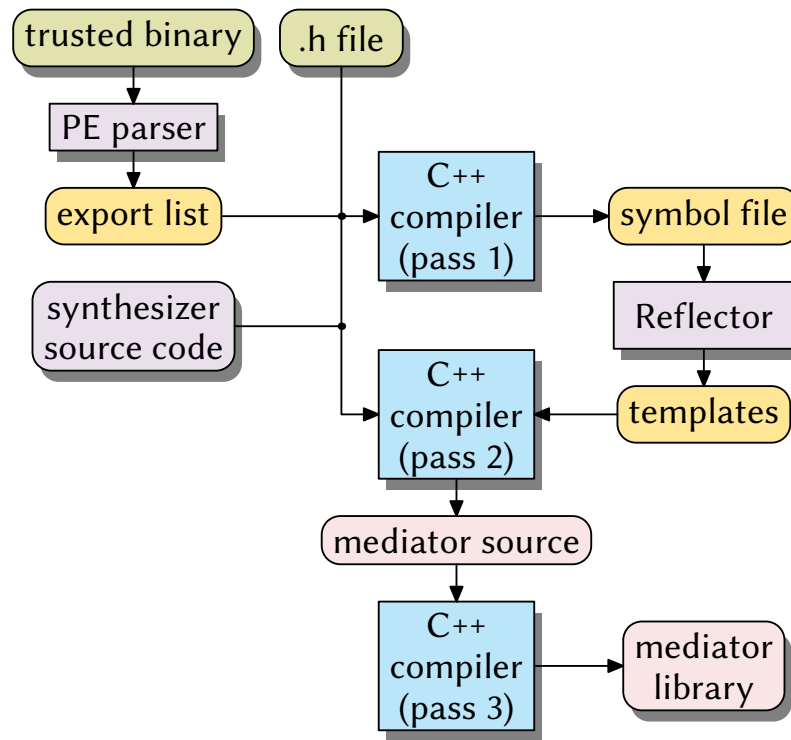 trusted binary
.h file
PE parser
export list
C++
compiler
(pass 1)
symbol file
synthesizer
source code
Reflector
C++
compiler
(pass 2)
templates
mediator source
C++
compiler
(pass 3)
mediator
library